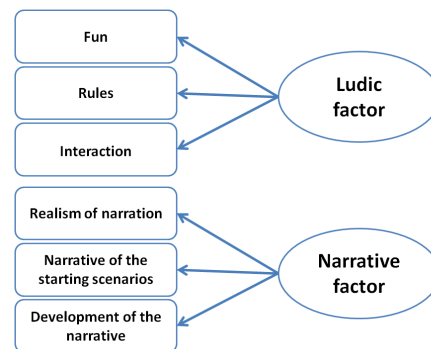 Fun
Rules
Interaction
Ludic
factor
Realism of narration
Narrative of the
starting scenarios
Development of the
narrative
Narrative
factor